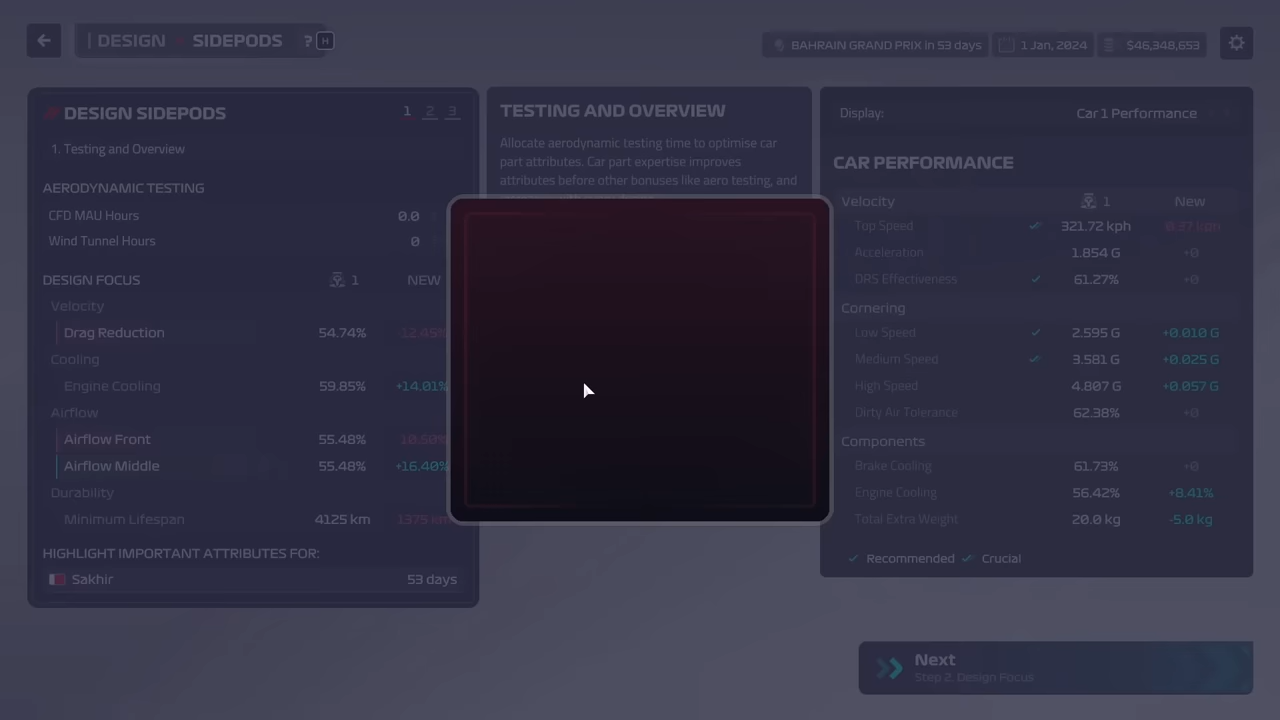 DESIGN SIDEPODS ? H
BAHRAIN GRAND PRIX in 53 days
1 Jan, 2024
$46,348,653
DESIGN SIDEPODS
1 2 3
1. Testing and Overview
AERODYNAMIC TESTING
CFD MAU Hours 0.0
Wind Tunnel Hours 0
DESIGN FOCUS 1 NEW
Velocity
Drag Reduction 54.74% 12.45%
Cooling
Engine Cooling 59.85% +14.01%
Airflow
Airflow Front 55.48% 10.50%
Airflow Middle 55.48% +16.40%
Durability
Minimum Lifespan 4125 km 1375 km
HIGHLIGHT IMPORTANT ATTRIBUTES FOR:
Sakhir 53 days
TESTING AND OVERVIEW
Allocate aerodynamic testing time to optimise car
part attributes. Car part expertise improves
attributes before other bonuses like aero testing, and
Display: Car 1 Performance
CAR PERFORMANCE
Velocity 1 New
Top Speed 321.72 kph 0.37 kph
Acceleration 1.854 G +0
DRS Effectiveness 61.27% +0
Cornering
Low Speed 2.595 G +0.010 G
Medium Speed 3.581 G +0.025 G
High Speed 4.807 G +0.057 G
Dirty Air Tolerance 62.38% +0
Components
Brake Cooling 61.73% +0
Engine Cooling 56.42% +8.41%
Total Extra Weight 20.0 kg -5.0 kg
Recommended Crucial
Next
Step 2. Design Focus